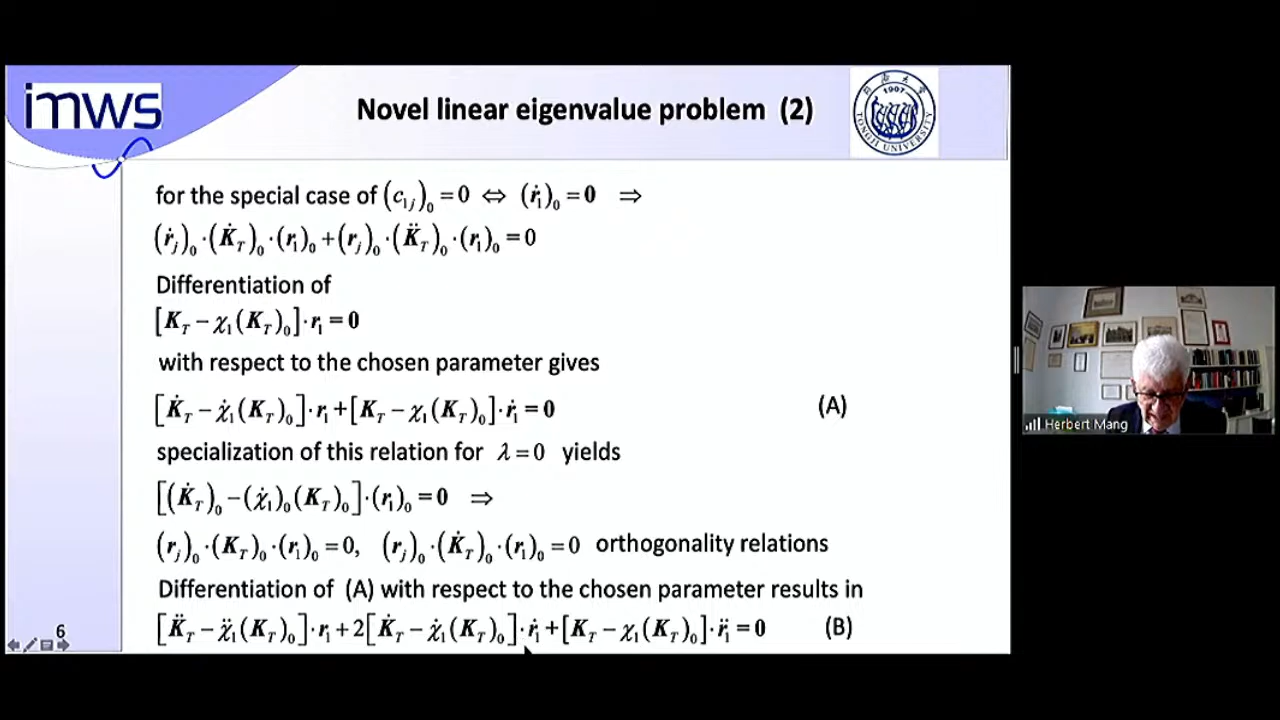 imws
Novel linear eigenvalue problem (2)
1907
TONGJI UNIVERSITY
for the special case of (c₁ⱼ)₀ = 0 ⇔ (ṙ₁)₀ = 0 ⇒
(ṙⱼ)₀ · (K̇_T)₀ · (r₁)₀ + (rⱼ)₀ · (K̈_T)₀ · (r₁)₀ = 0
Differentiation of
[K_T − χ₁(K_T)₀] · r₁ = 0
with respect to the chosen parameter gives
[K̇_T − χ̇₁(K_T)₀] · r₁ + [K_T − χ₁(K_T)₀] · ṙ₁ = 0 (A)
specialization of this relation for λ = 0 yields
[(K̇_T)₀ − (χ̇₁)₀(K_T)₀] · (r₁)₀ = 0 ⇒
(rⱼ)₀ · (K_T)₀ · (r₁)₀ = 0, (rⱼ)₀ · (K̇_T)₀ · (r₁)₀ = 0 orthogonality relations
Differentiation of (A) with respect to the chosen parameter results in
[K̈_T − χ̈₁(K_T)₀] · r₁ + 2[K̇_T − χ̇₁(K_T)₀] · ṙ₁ + [K_T − χ₁(K_T)₀] · r̈₁ = 0 (B)
6
Herbert Mang